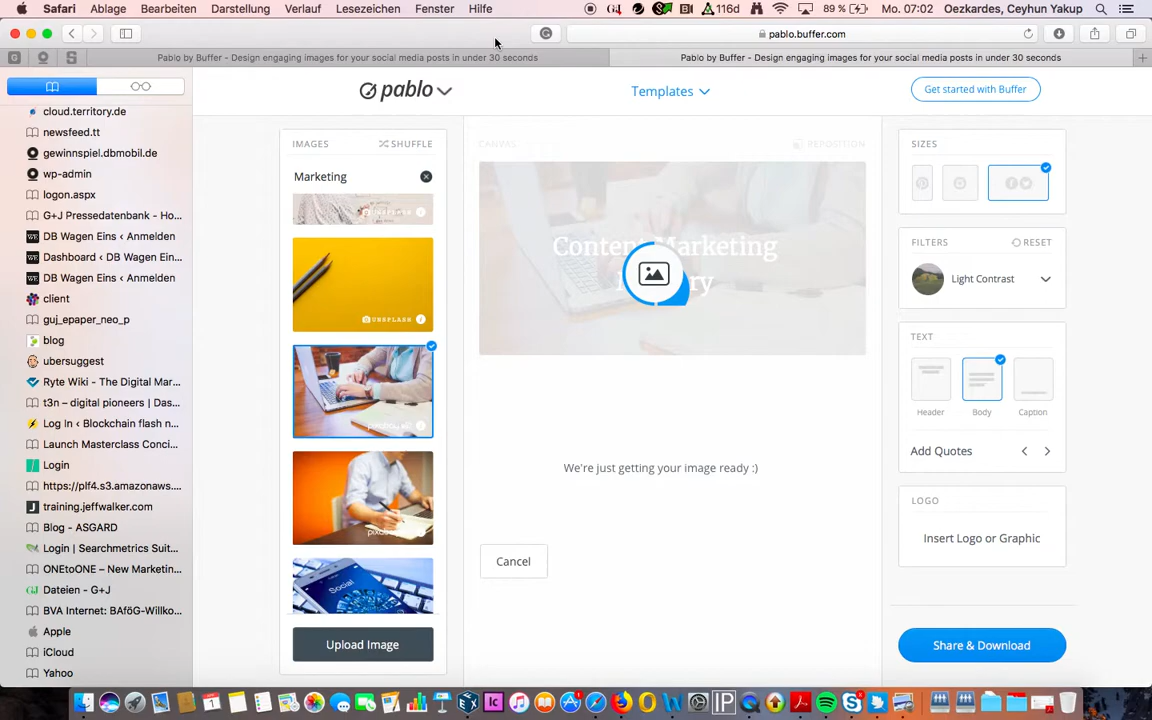 Safari Ablage Bearbeiten Darstellung Verlauf Lesezeichen Fenster Hilfe 116d 89 % Mo. 07:02 Oezkardes, Ceyhun Yakup
pablo.buffer.com
Pablo by Buffer - Design engaging images for your social media posts in under 30 seconds
Pablo by Buffer - Design engaging images for your social media posts in under 30 seconds
cloud.territory.de
newsfeed.tt
gewinnspiel.dbmobil.de
wp-admin
logon.aspx
G+J Pressedatenbank - Ho...
DB Wagen Eins ‹ Anmelden
Dashboard ‹ DB Wagen Ein...
DB Wagen Eins ‹ Anmelden
client
guj_epaper_neo_p
blog
ubersuggest
Ryte Wiki - The Digital Mar...
t3n – digital pioneers | Das...
Log In ‹ Blockchain flash n...
Launch Masterclass Conci...
Login
https://plf4.s3.amazonaws....
training.jeffwalker.com
Blog - ASGARD
Login | Searchmetrics Suit...
ONEtoONE – New Marketin...
Dateien - G+J
BVA Internet: BAföG-Willko...
Apple
iCloud
Yahoo
pablo
Templates
Get started with Buffer
IMAGES
SHUFFLE
Marketing
UNSPLASH
UNSPLASH
Social
Upload Image
CANVAS
REPOSITION
Content Marketing
We're just getting your image ready :)
Cancel
SIZES
FILTERS
RESET
Light Contrast
TEXT
Header
Body
Caption
Add Quotes
LOGO
Insert Logo or Graphic
Share & Download